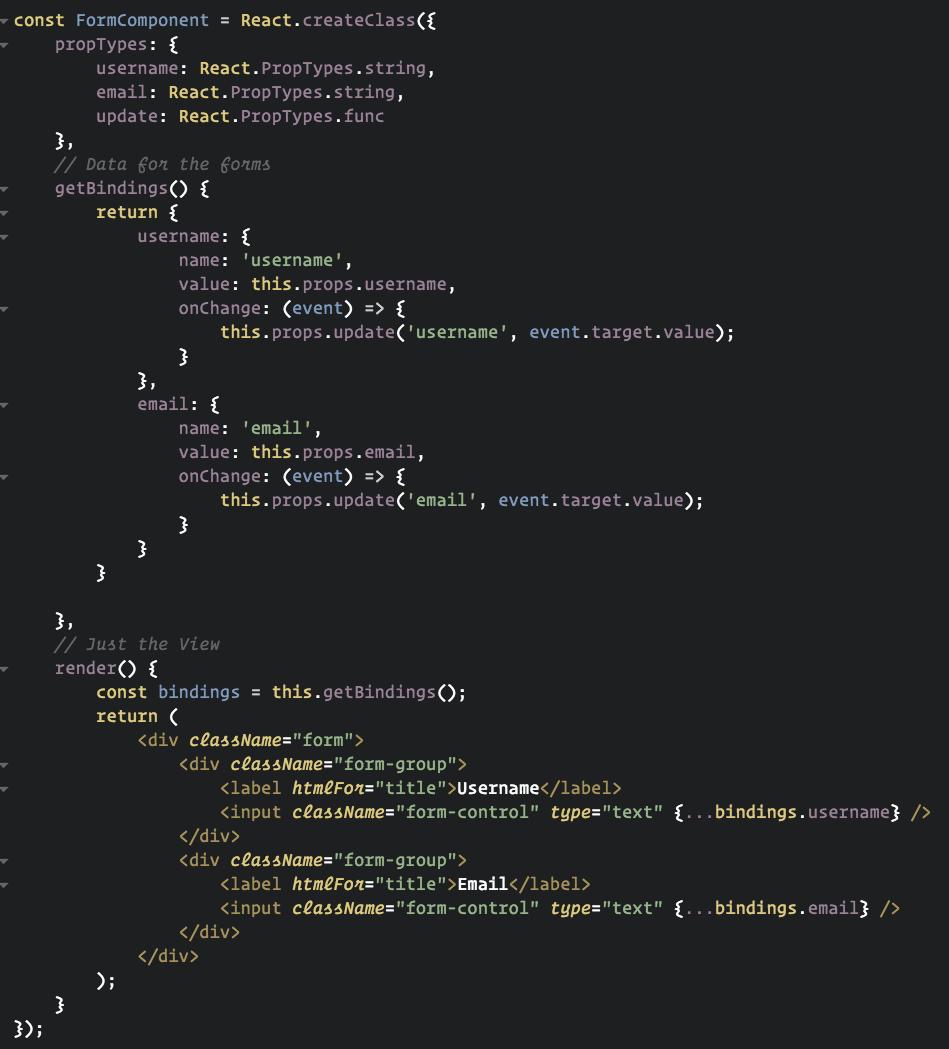 const FormComponent = React.createClass({
    propTypes: {
        username: React.PropTypes.string,
        email: React.PropTypes.string,
        update: React.PropTypes.func
    },
    // Data for the forms
    getBindings() {
        return {
            username: {
                name: 'username',
                value: this.props.username,
                onChange: (event) => {
                    this.props.update('username', event.target.value);
                }
            },
            email: {
                name: 'email',
                value: this.props.email,
                onChange: (event) => {
                    this.props.update('email', event.target.value);
                }
            }
        }

    },
    // Just the View
    render() {
        const bindings = this.getBindings();
        return (
            <div className="form">
                <div className="form-group">
                    <label htmlFor="title">Username</label>
                    <input className="form-control" type="text" {...bindings.username} />
                </div>
                <div className="form-group">
                    <label htmlFor="title">Email</label>
                    <input className="form-control" type="text" {...bindings.email} />
                </div>
            </div>
        );
    }
});